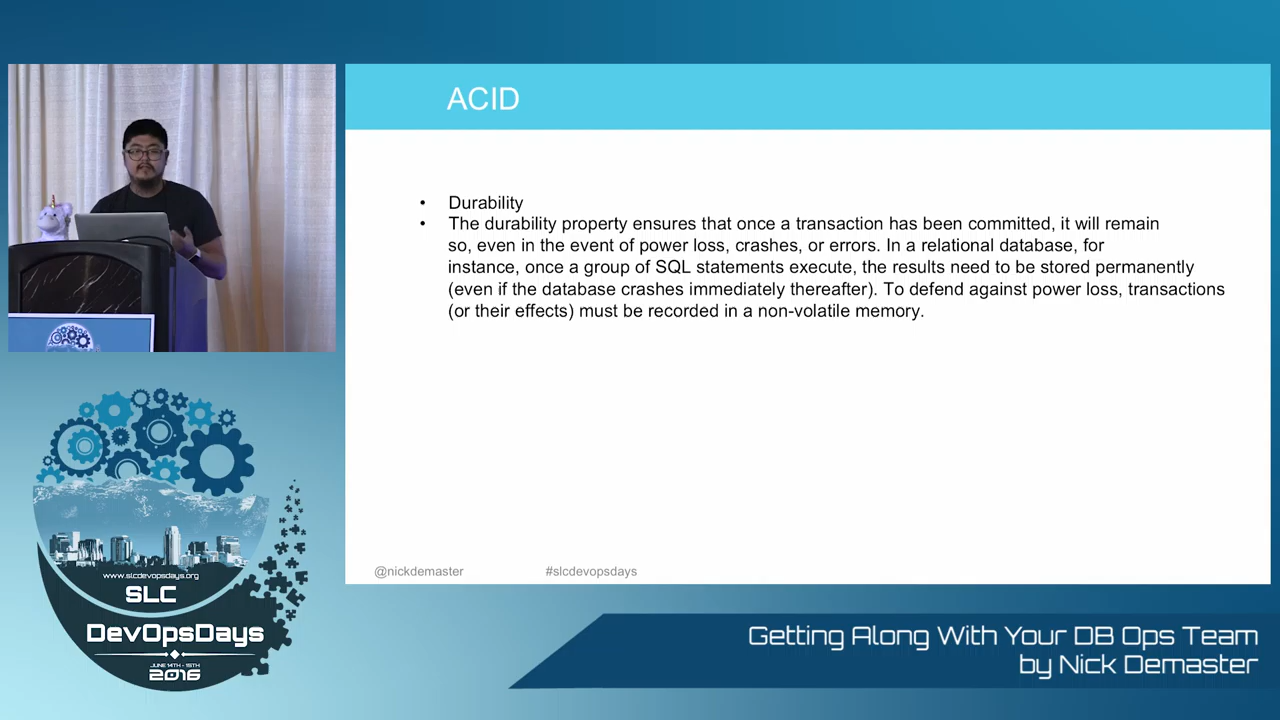 ACID
• Durability
• The durability property ensures that once a transaction has been committed, it will remain
so, even in the event of power loss, crashes, or errors. In a relational database, for
instance, once a group of SQL statements execute, the results need to be stored permanently
(even if the database crashes immediately thereafter). To defend against power loss, transactions
(or their effects) must be recorded in a non-volatile memory.
@nickdemaster #slcdevopsdays
www.slcdevopsdays.org
SLC
DevOpsDays
JUNE 14TH - 15TH
2016
Getting Along With Your DB Ops Team
by Nick Demaster